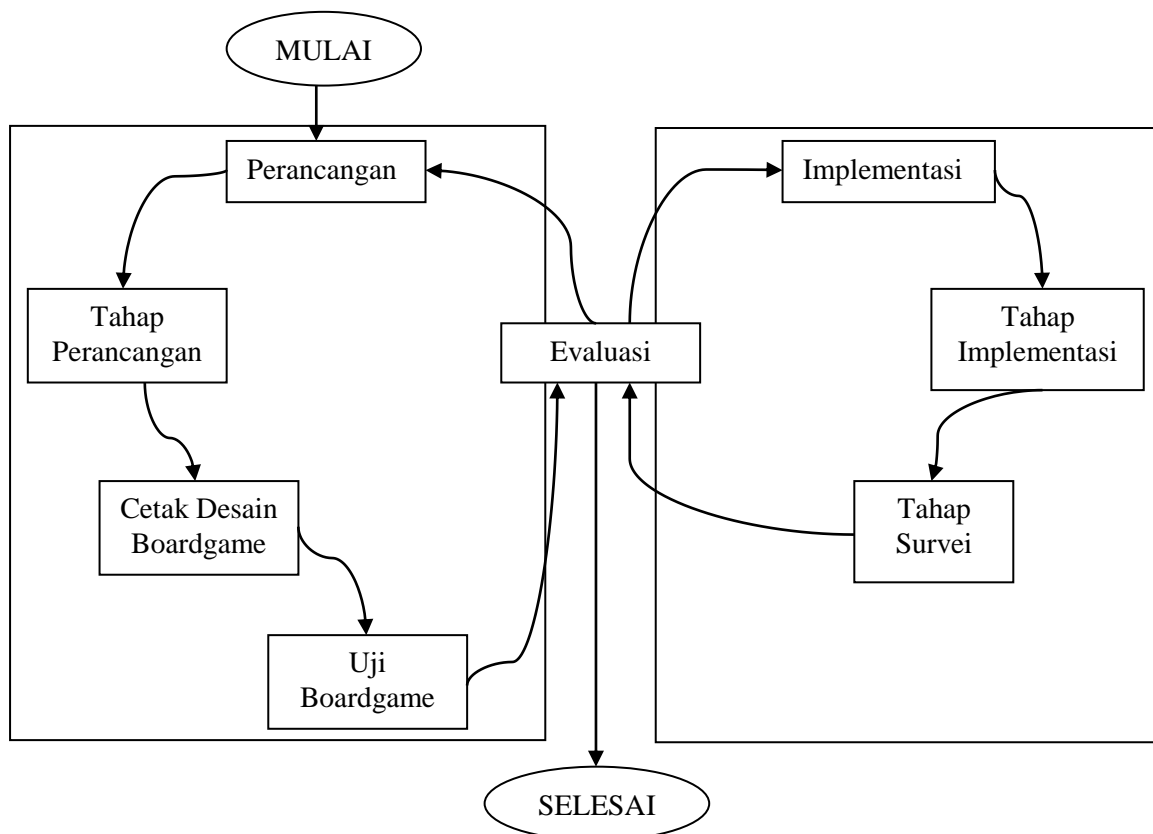 MULAI
Perancangan
Tahap
Perancangan
Cetak Desain
Boardgame
Uji
Boardgame
Evaluasi
Implementasi
Tahap
Implementasi
Tahap
Survei
SELESAI